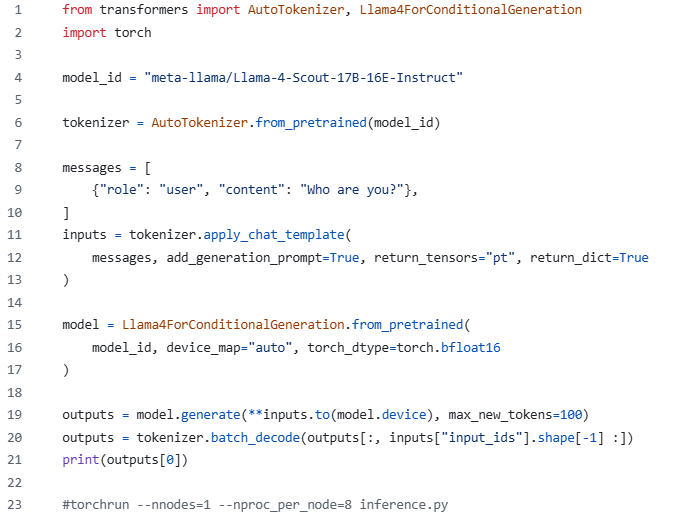 1 from transformers import AutoTokenizer, Llama4ForConditionalGeneration
2 import torch
3
4 model_id = "meta-llama/Llama-4-Scout-17B-16E-Instruct"
5
6 tokenizer = AutoTokenizer.from_pretrained(model_id)
7
8 messages = [
9     {"role": "user", "content": "Who are you?"},
10 ]
11 inputs = tokenizer.apply_chat_template(
12     messages, add_generation_prompt=True, return_tensors="pt", return_dict=True
13 )
14
15 model = Llama4ForConditionalGeneration.from_pretrained(
16     model_id, device_map="auto", torch_dtype=torch.bfloat16
17 )
18
19 outputs = model.generate(**inputs.to(model.device), max_new_tokens=100)
20 outputs = tokenizer.batch_decode(outputs[:, inputs["input_ids"].shape[-1] :])
21 print(outputs[0])
22
23 #torchrun --nnodes=1 --nproc_per_node=8 inference.py